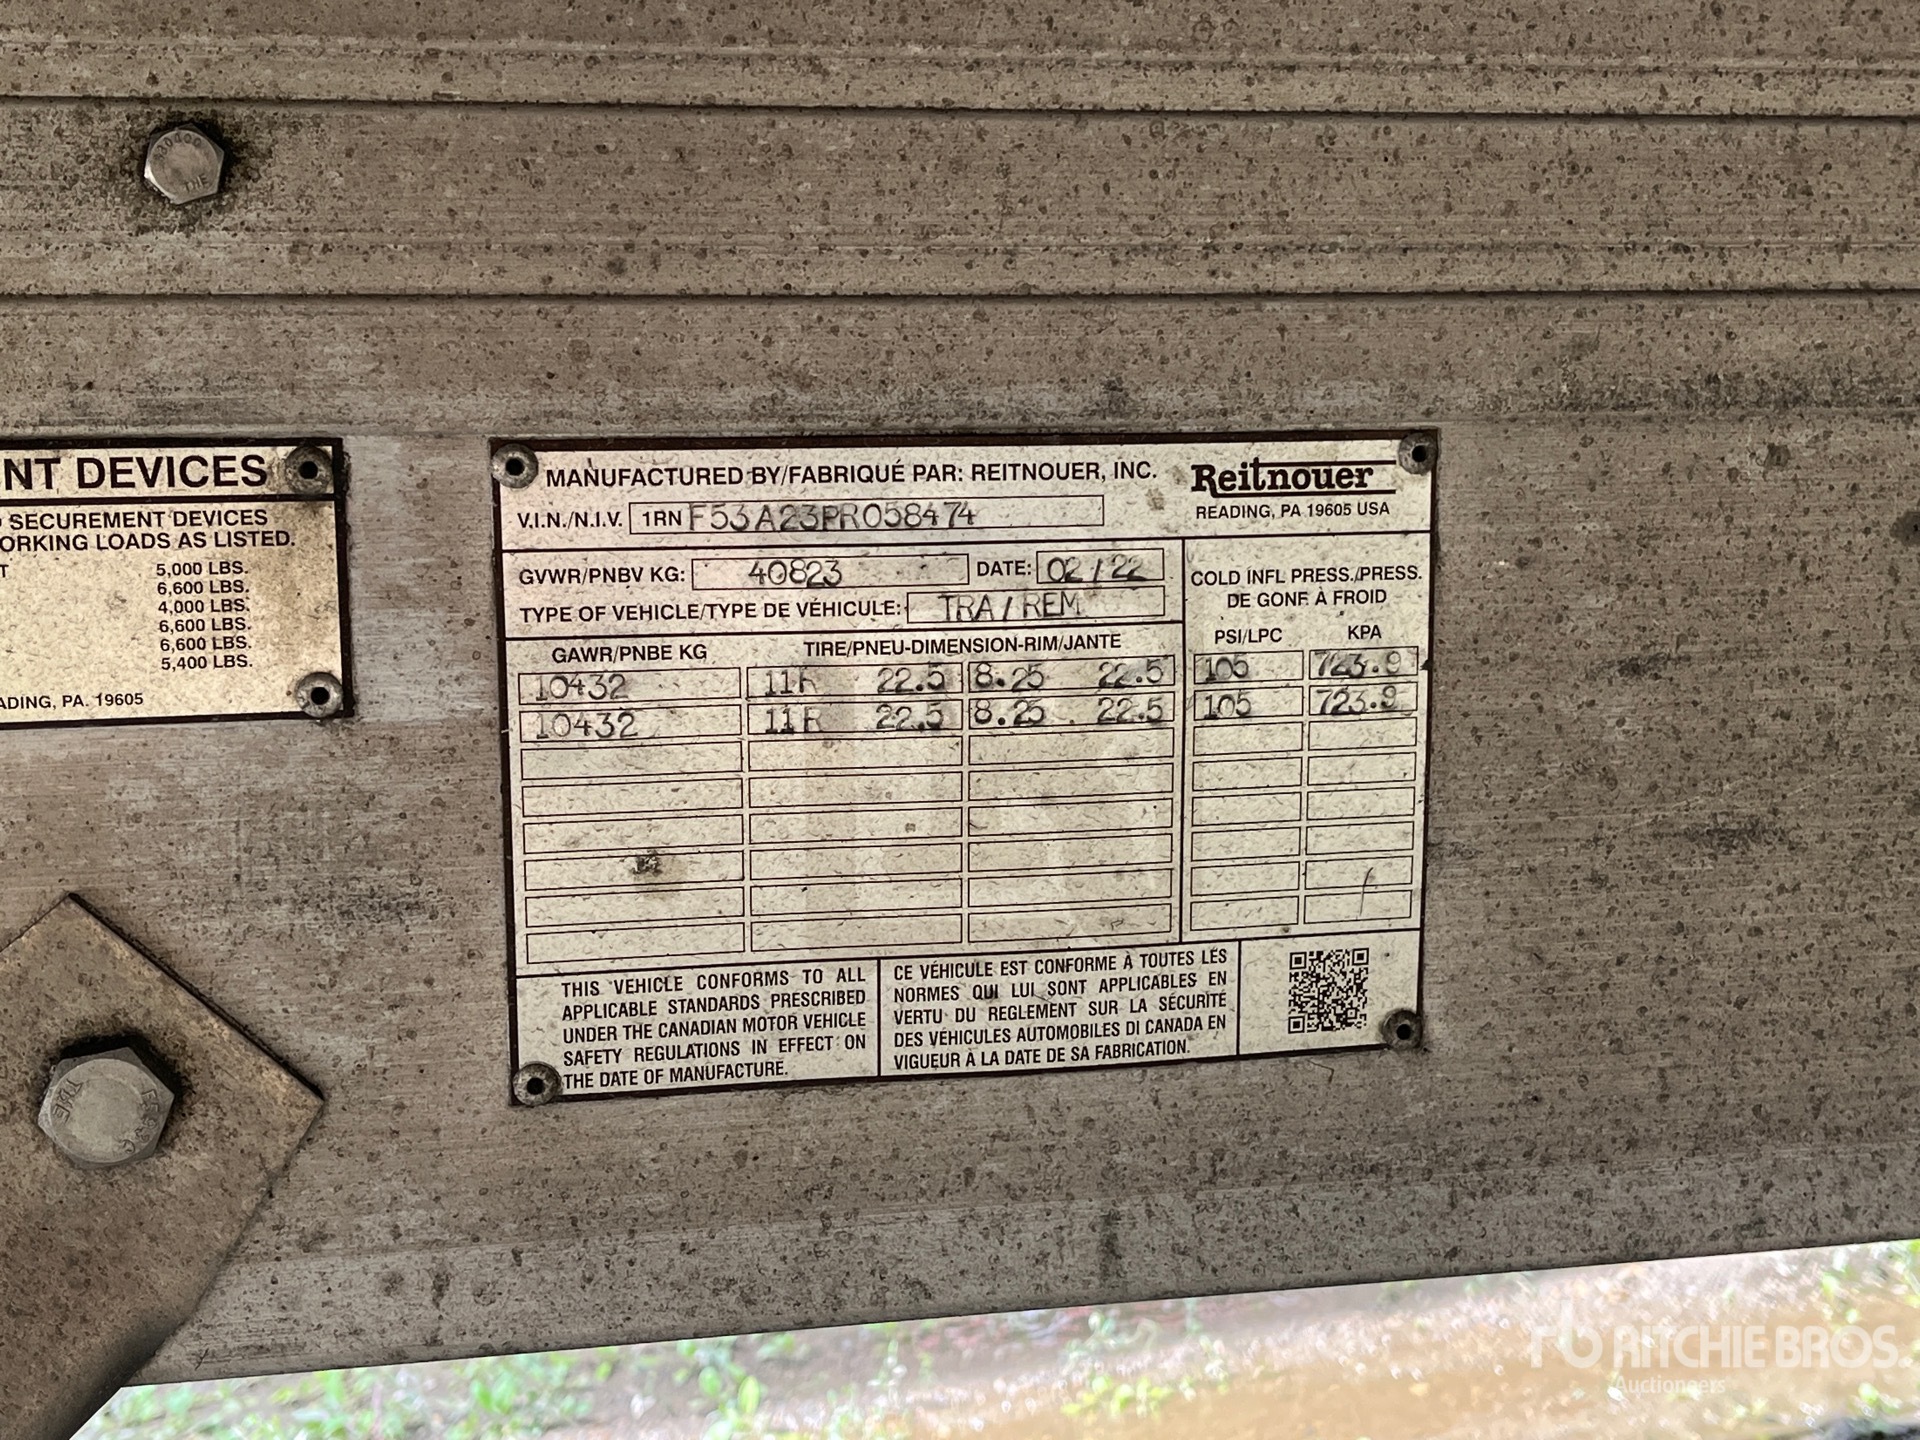 NT DEVICES
SECUREMENT DEVICES
ORKING LOADS AS LISTED.
T 5,000 LBS.
6,600 LBS.
4,000 LBS.
6,600 LBS.
6,600 LBS.
5,400 LBS.
ADING, PA. 19605
MANUFACTURED BY/FABRIQUÉ PAR: REITNOUER, INC.
Reitnouer
READING, PA 19605 USA
V.I.N./N.I.V. 1RN F53A23PR058474
GVWR/PNBV KG: 40823 DATE: 02/22
TYPE OF VEHICLE/TYPE DE VÉHICULE: TRA/REM
COLD INFL PRESS./PRESS.
DE GONF. À FROID
GAWR/PNBE KG TIRE/PNEU-DIMENSION-RIM/JANTE PSI/LPC KPA
10432 11R 22.5 8.25 22.5 105 723.9
10432 11R 22.5 8.25 22.5 105 723.9
THIS VEHICLE CONFORMS TO ALL
APPLICABLE STANDARDS PRESCRIBED
UNDER THE CANADIAN MOTOR VEHICLE
SAFETY REGULATIONS IN EFFECT ON
THE DATE OF MANUFACTURE.
CE VÉHICULE EST CONFORME À TOUTES LES
NORMES QUI LUI SONT APPLICABLES EN
VERTU DU REGLEMENT SUR LA SÉCURITÉ
DES VÉHICULES AUTOMOBILES DI CANADA EN
VIGUEUR À LA DATE DE SA FABRICATION.
THE
THE
rb RITCHIE BROS.
Auctioneers